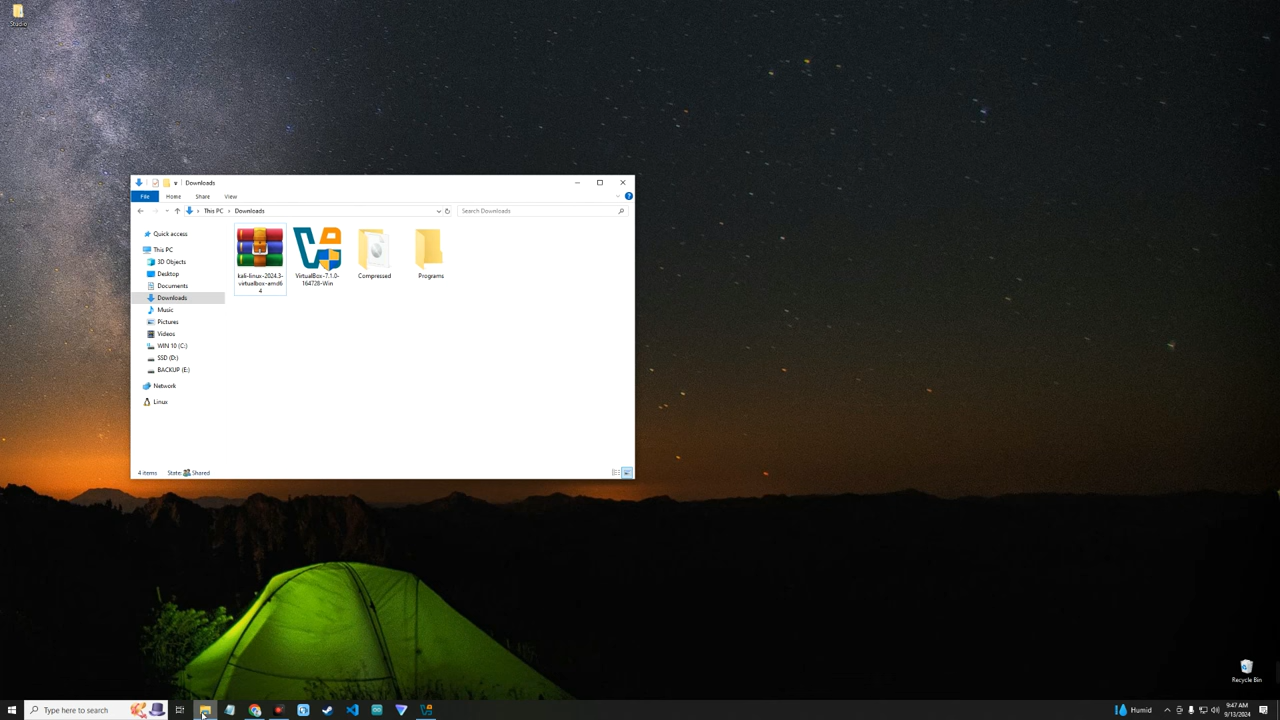 Studio
Downloads
File Home Share View
This PC Downloads
Search Downloads
Quick access
This PC
3D Objects
Desktop
Documents
Downloads
Music
Pictures
Videos
WIN 10 (C:)
SSD (D:)
BACKUP (E:)
Network
Linux
kali-linux-2024.3-
virtualbox-amd6
4
VirtualBox-7.1.0-
164728-Win
Compressed
Programs
4 items State: Shared
Recycle Bin
Type here to search
Humid
9:47 AM
9/13/2024